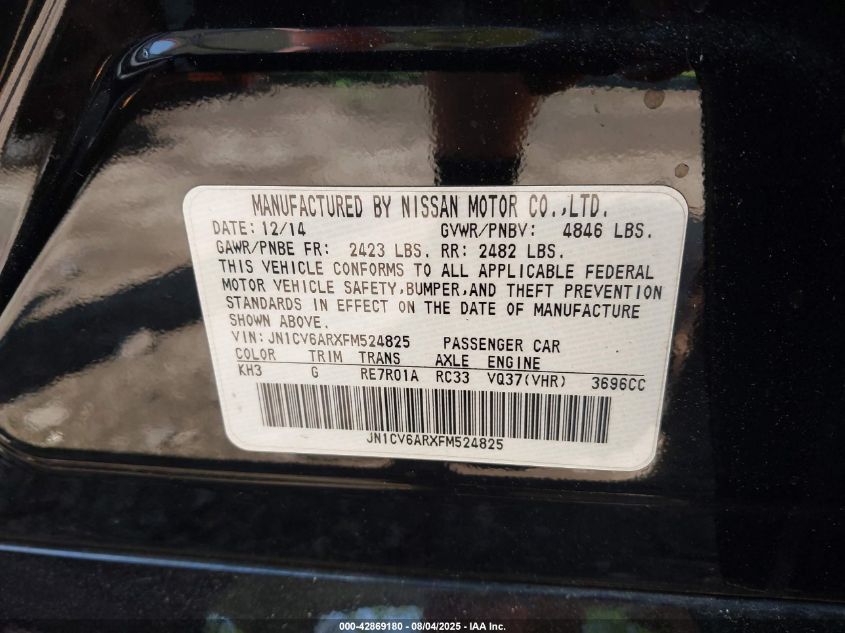 MANUFACTURED BY NISSAN MOTOR CO.,LTD.
DATE: 12/14 GVWR/PNBV: 4846 LBS.
GAWR/PNBE FR: 2423 LBS. RR: 2482 LBS.
THIS VEHICLE CONFORMS TO ALL APPLICABLE FEDERAL
MOTOR VEHICLE SAFETY,BUMPER,AND THEFT PREVENTION
STANDARDS IN EFFECT ON THE DATE OF MANUFACTURE
SHOWN ABOVE.
VIN: JN1CV6ARXFM524825 PASSENGER CAR
COLOR TRIM TRANS AXLE ENGINE
KH3 G RE7R01A RC33 VQ37(VHR) 3696CC
JN1CV6ARXFM524825
000-42869180 - 08/04/2025 - IAA Inc.